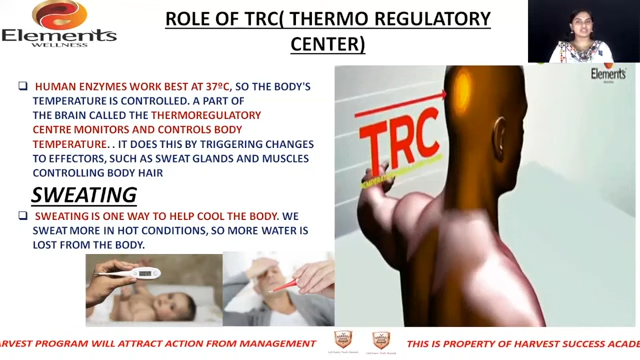 Elements
WELLNESS
ROLE OF TRC( THERMO REGULATORY
CENTER)
HUMAN ENZYMES WORK BEST AT 37ºC, SO THE BODY'S
TEMPERATURE IS CONTROLLED. A PART OF
THE BRAIN CALLED THE THERMOREGULATORY
CENTRE MONITORS AND CONTROLS BODY
TEMPERATURE. . IT DOES THIS BY TRIGGERING CHANGES
TO EFFECTORS, SUCH AS SWEAT GLANDS AND MUSCLES
CONTROLLING BODY HAIR
SWEATING
SWEATING IS ONE WAY TO HELP COOL THE BODY. WE
SWEAT MORE IN HOT CONDITIONS, SO MORE WATER IS
LOST FROM THE BODY.
TRC
Elements
ARVEST PROGRAM WILL ATTRACT ACTION FROM MANAGEMENT
THIS IS PROPERTY OF HARVEST SUCCESS ACADE